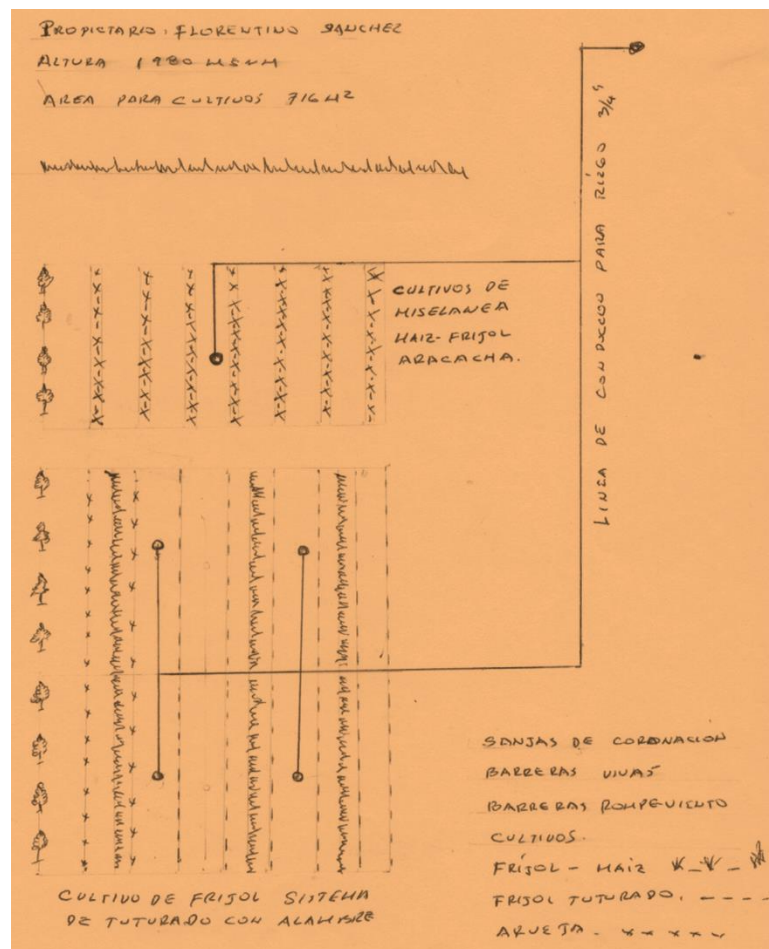 PROPICTARIO: FLORENTINO SANCHEZ
ALTURA 1980 MSNM
AREA PARA CULTIVOS 716 M2
LINEA DE CONDUCCUO PARA RIEGO 3/4"
CULTIVOS DE
MISELANEA
MAIZ-FRIJOL
ARACACHA.
SANJAS DE CORONACION
BARRERAS VIVAS
BARRERAS ROMPEVIENTO
CULTIVOS.
FRÍJOL - MAIZ
FRIJOL TUTURADO.
ARVEJA.
CULTIVO DE FRIJOL SISTEMA
DE TUTURADO CON ALAMBRE